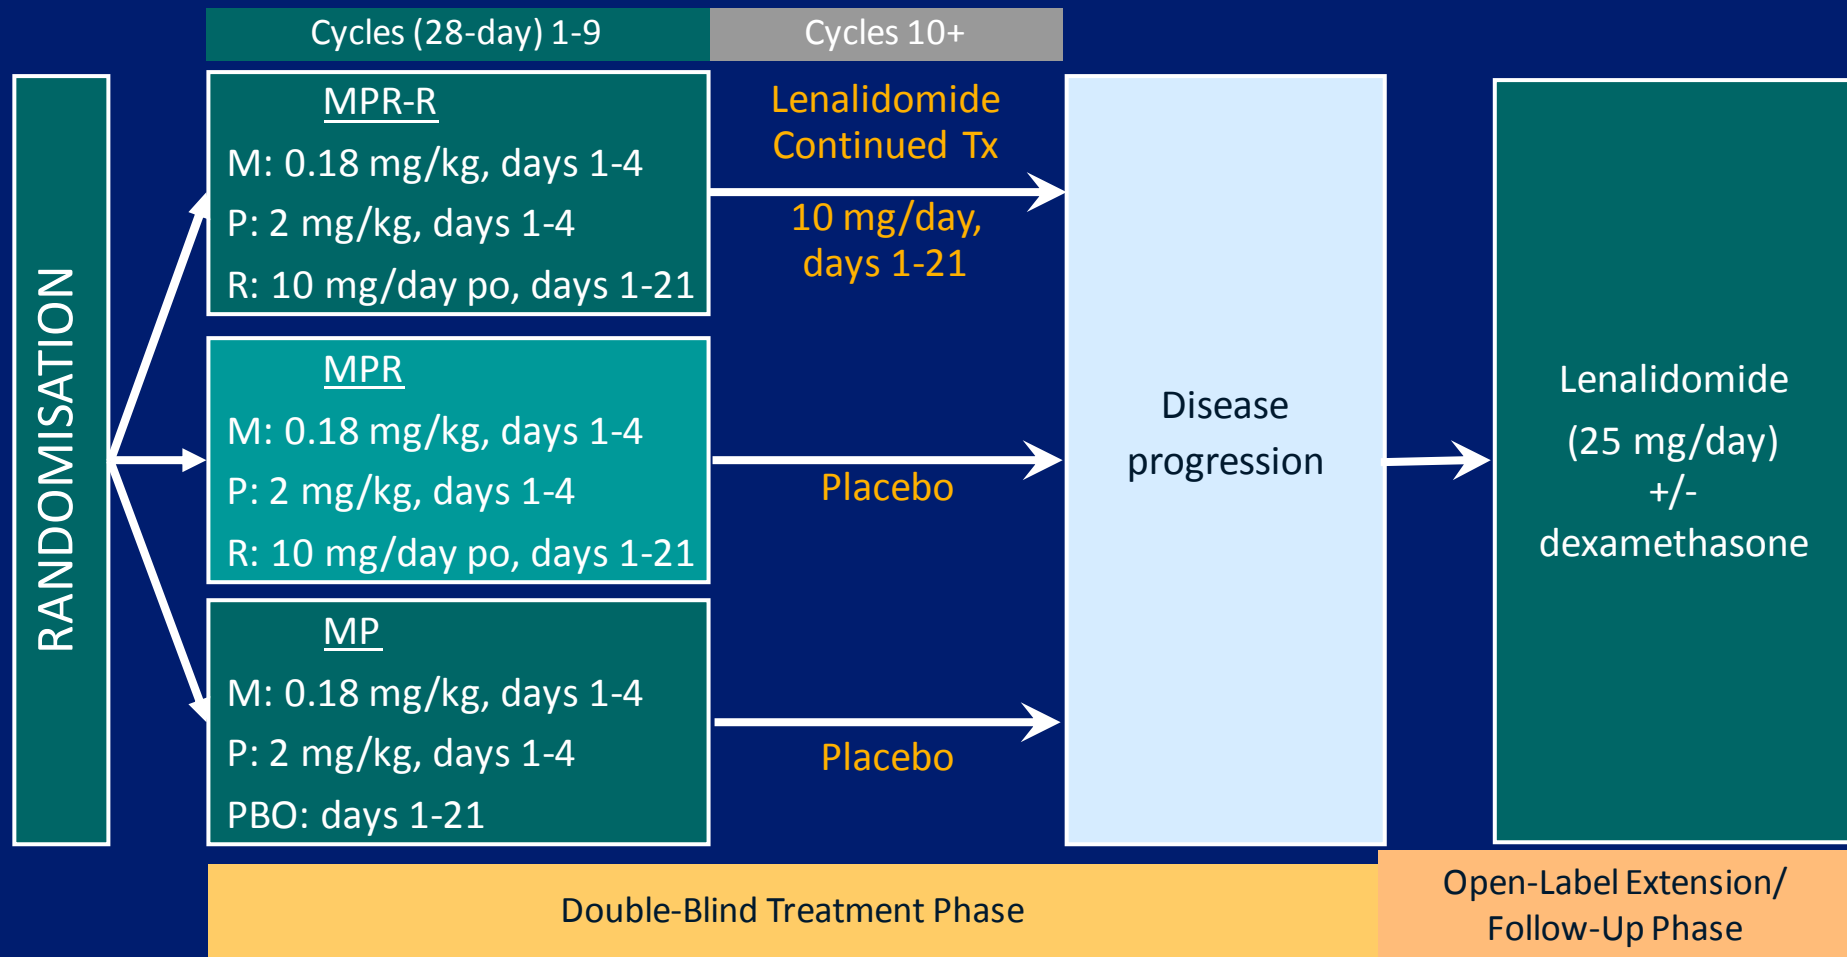 Cycles (28-day) 1-9
Cycles 10+
RANDOMISATION
MPR-R
M: 0.18 mg/kg, days 1-4
P: 2 mg/kg, days 1-4
R: 10 mg/day po, days 1-21
Lenalidomide
Continued Tx
10 mg/day,
days 1-21
MPR
M: 0.18 mg/kg, days 1-4
P: 2 mg/kg, days 1-4
R: 10 mg/day po, days 1-21
Placebo
MP
M: 0.18 mg/kg, days 1-4
P: 2 mg/kg, days 1-4
PBO: days 1-21
Placebo
Disease
progression
Lenalidomide
(25 mg/day)
+/-
dexamethasone
Double-Blind Treatment Phase
Open-Label Extension/
Follow-Up Phase